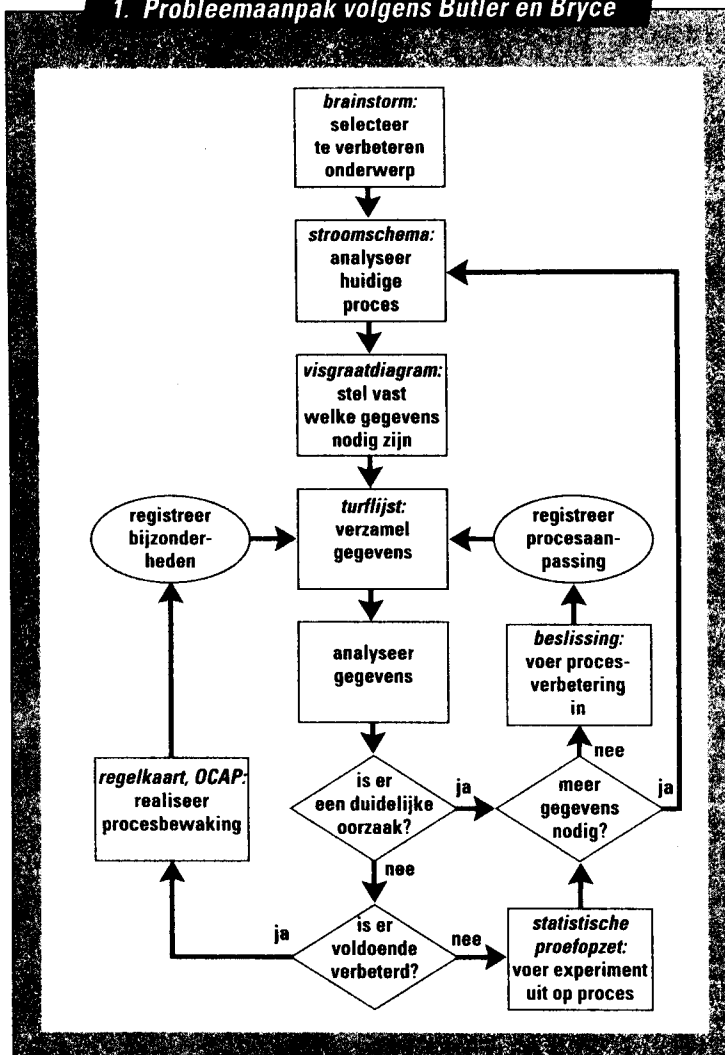 1. Probleemaanpak volgens Butler en Bryce
brainstorm:
selecteer
te verbeteren
onderwerp
stroomschema:
analyseer
huidige
proces
visgraatdiagram:
stel vast
welke gegevens
nodig zijn
turflijst:
verzamel
gegevens
registreer
bijzonder-
heden
registreer
procesaan-
passing
analyseer
gegevens
beslissing:
voer proces-
verbetering
in
regelkaart, OCAP:
realiseer
procesbewaking
is er
een duidelijke
oorzaak?
ja
meer
gegevens
nodig?
nee
ja
nee
is er
voldoende
verbeterd?
ja
nee
statistische
proefopzet:
voer experiment
uit op proces